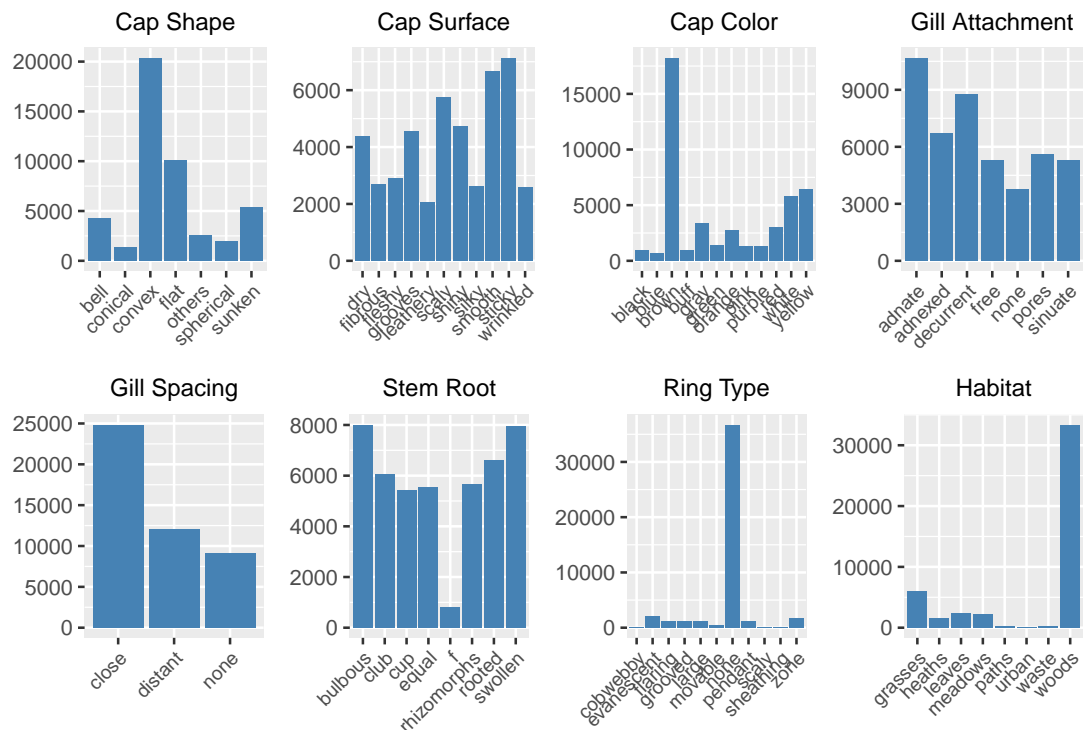 Cap Shape
20000
15000
10000
5000
0
bell
conical
convex
flat
others
spherical
sunken
Cap Surface
6000
4000
2000
0
dry
fibrous
fleshy
grooves
leathery
scaly
shiny
silky
smooth
sticky
wrinkled
Cap Color
15000
10000
5000
0
black
blue
brown
buff
gray
green
orange
pink
purple
red
white
yellow
Gill Attachment
9000
6000
3000
0
adnate
adnexed
decurrent
free
none
pores
sinuate
Gill Spacing
25000
20000
15000
10000
5000
0
close
distant
none
Stem Root
8000
6000
4000
2000
0
bulbous
club
cup
equal
f
rhizomorphs
rooted
swollen
Ring Type
30000
20000
10000
0
cobwebby
evanescent
flaring
grooved
large
movable
none
pendant
scaly
sheathing
zone
Habitat
30000
20000
10000
0
grasses
heaths
leaves
meadows
paths
urban
waste
woods